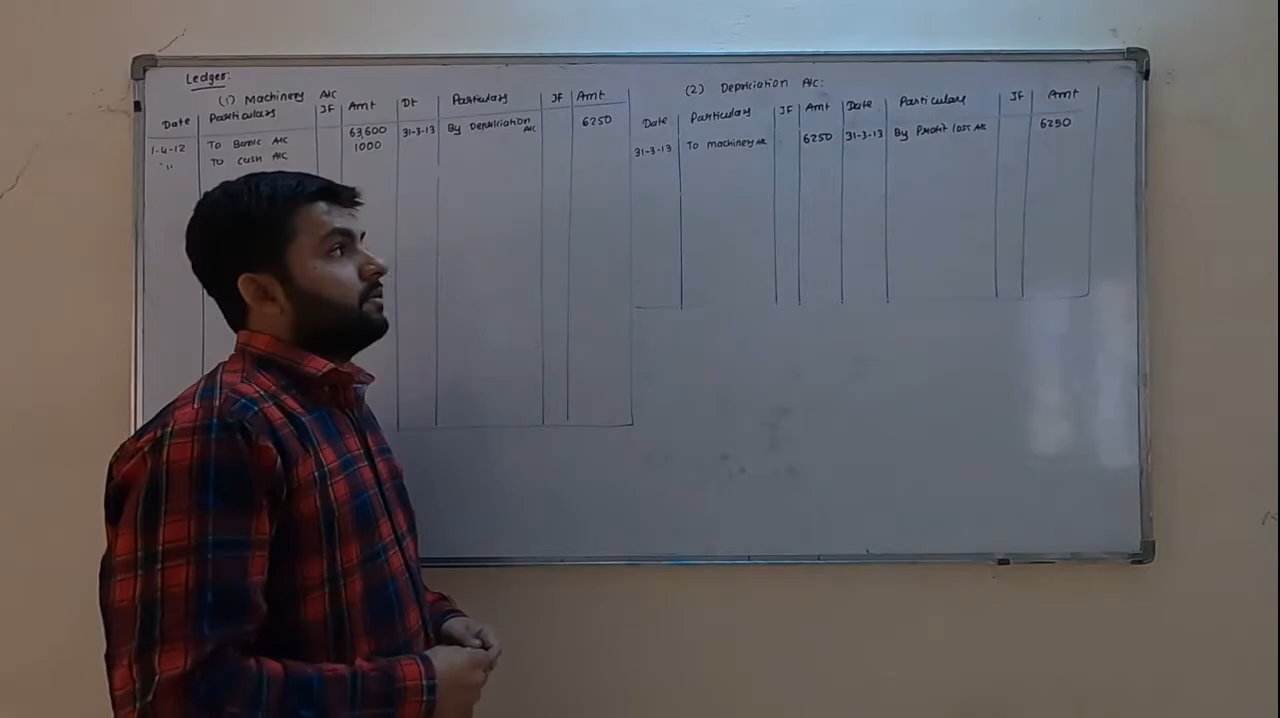 Ledger:
(1) Machinery A/C
Date Particulars JF Amt Dt Particulars JF Amt
1-4-12 To Bank A/C 63,600 31-3-13 By Depriciation A/C 6250
-,,- To cash A/C 1000
(2) Depriciation A/C:
Date Particulars JF Amt Date Particulars JF Amt
31-3-13 To machinery A/C 6250 31-3-13 By Profit loss A/C 6250